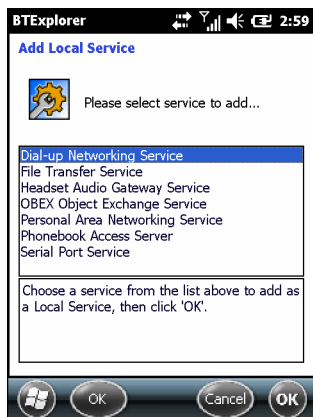 BTExplorer 2:59
Add Local Service
Please select service to add...
Dial-up Networking Service
File Transfer Service
Headset Audio Gateway Service
OBEX Object Exchange Service
Personal Area Networking Service
Phonebook Access Server
Serial Port Service
Choose a service from the list above to add as
a Local Service, then click 'OK'.
OK Cancel OK